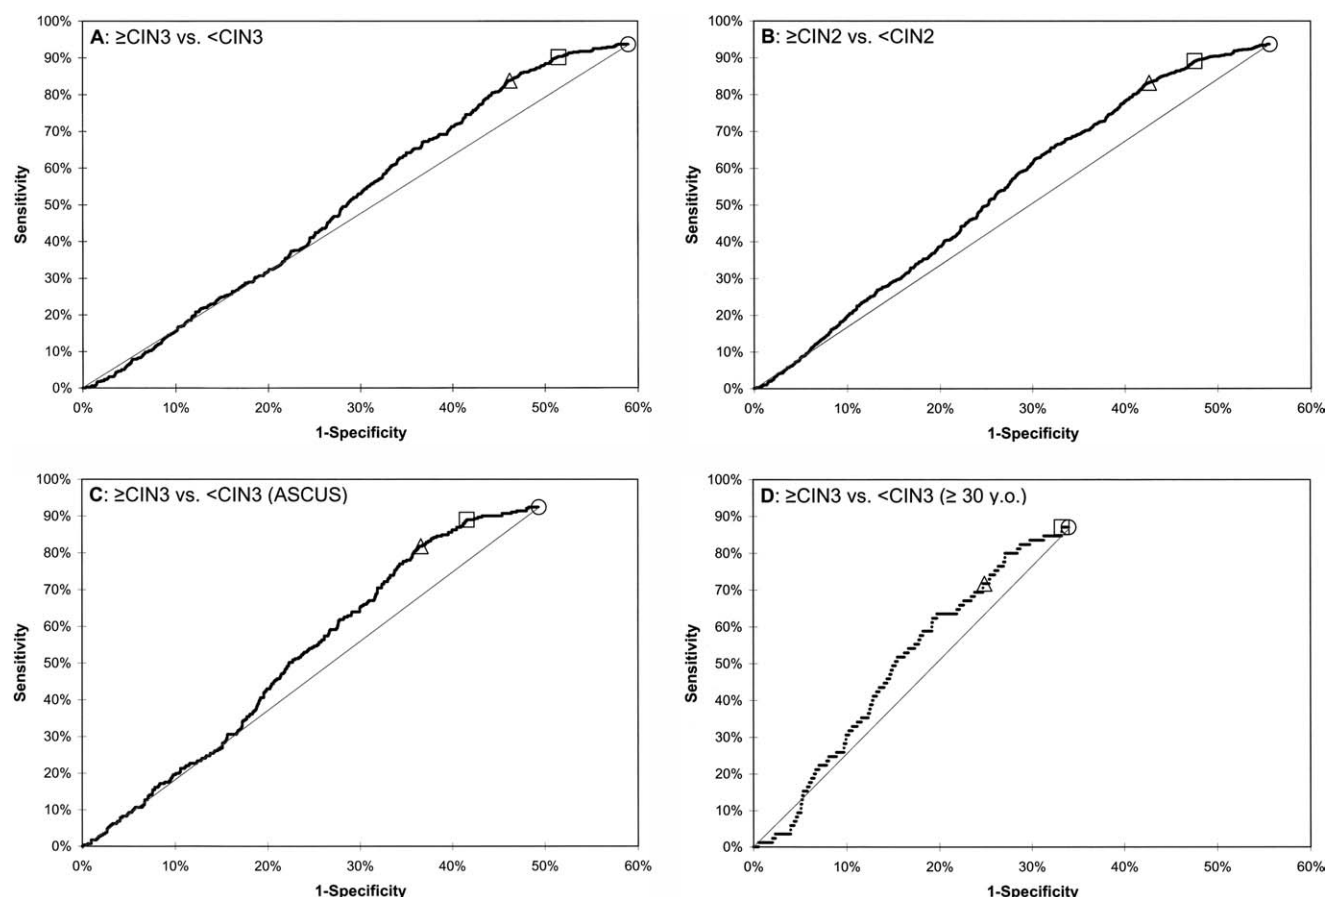 A: ≥CIN3 vs. <CIN3
100%
90%
80%
70%
60%
50%
40%
30%
20%
10%
0%
Sensitivity
0% 10% 20% 30% 40% 50% 60%
1-Specificity
B: ≥CIN2 vs. <CIN2
100%
90%
80%
70%
60%
50%
40%
30%
20%
10%
0%
Sensitivity
0% 10% 20% 30% 40% 50% 60%
1-Specificity
C: ≥CIN3 vs. <CIN3 (ASCUS)
100%
90%
80%
70%
60%
50%
40%
30%
20%
10%
0%
Sensitivity
0% 10% 20% 30% 40% 50% 60%
1-Specificity
D: ≥CIN3 vs. <CIN3 (≥ 30 y.o.)
100%
90%
80%
70%
60%
50%
40%
30%
20%
10%
0%
Sensitivity
0% 10% 20% 30% 40% 50% 60%
1-Specificity